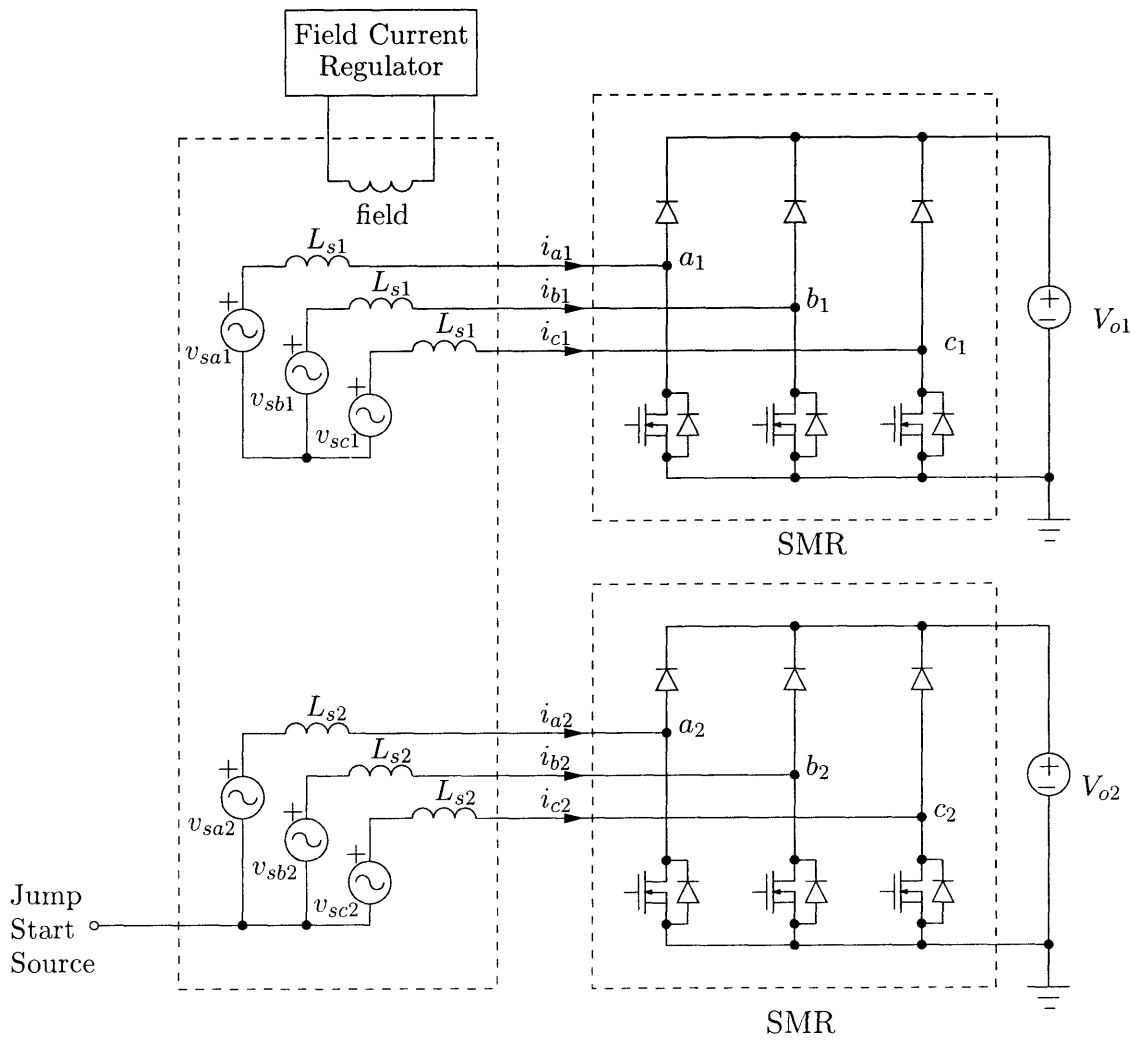 Field Current
Regulator
field
L_{s1}
i_{a1}
a_1
L_{s1}
i_{b1}
b_1
L_{s1}
i_{c1}
c_1
+
v_{sa1}
+
v_{sb1}
+
v_{sc1}
+
−
V_{o1}
SMR
L_{s2}
i_{a2}
a_2
L_{s2}
i_{b2}
b_2
L_{s2}
i_{c2}
c_2
+
v_{sa2}
+
v_{sb2}
+
v_{sc2}
+
−
V_{o2}
Jump
Start
Source
SMR